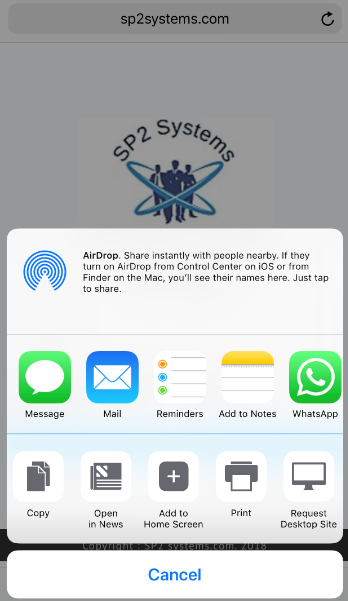 sp2systems.com
SP2 Systems
AirDrop. Share instantly with people nearby. If they
turn on AirDrop from Control Center on iOS or from
Finder on the Mac, you'll see their names here. Just tap
to share.
Message
Mail
Reminders
Add to Notes
WhatsApp
Copy
Open
in News
Add to
Home Screen
Print
Request
Desktop Site
Copyright : SP2 systems.com, 2018
Cancel